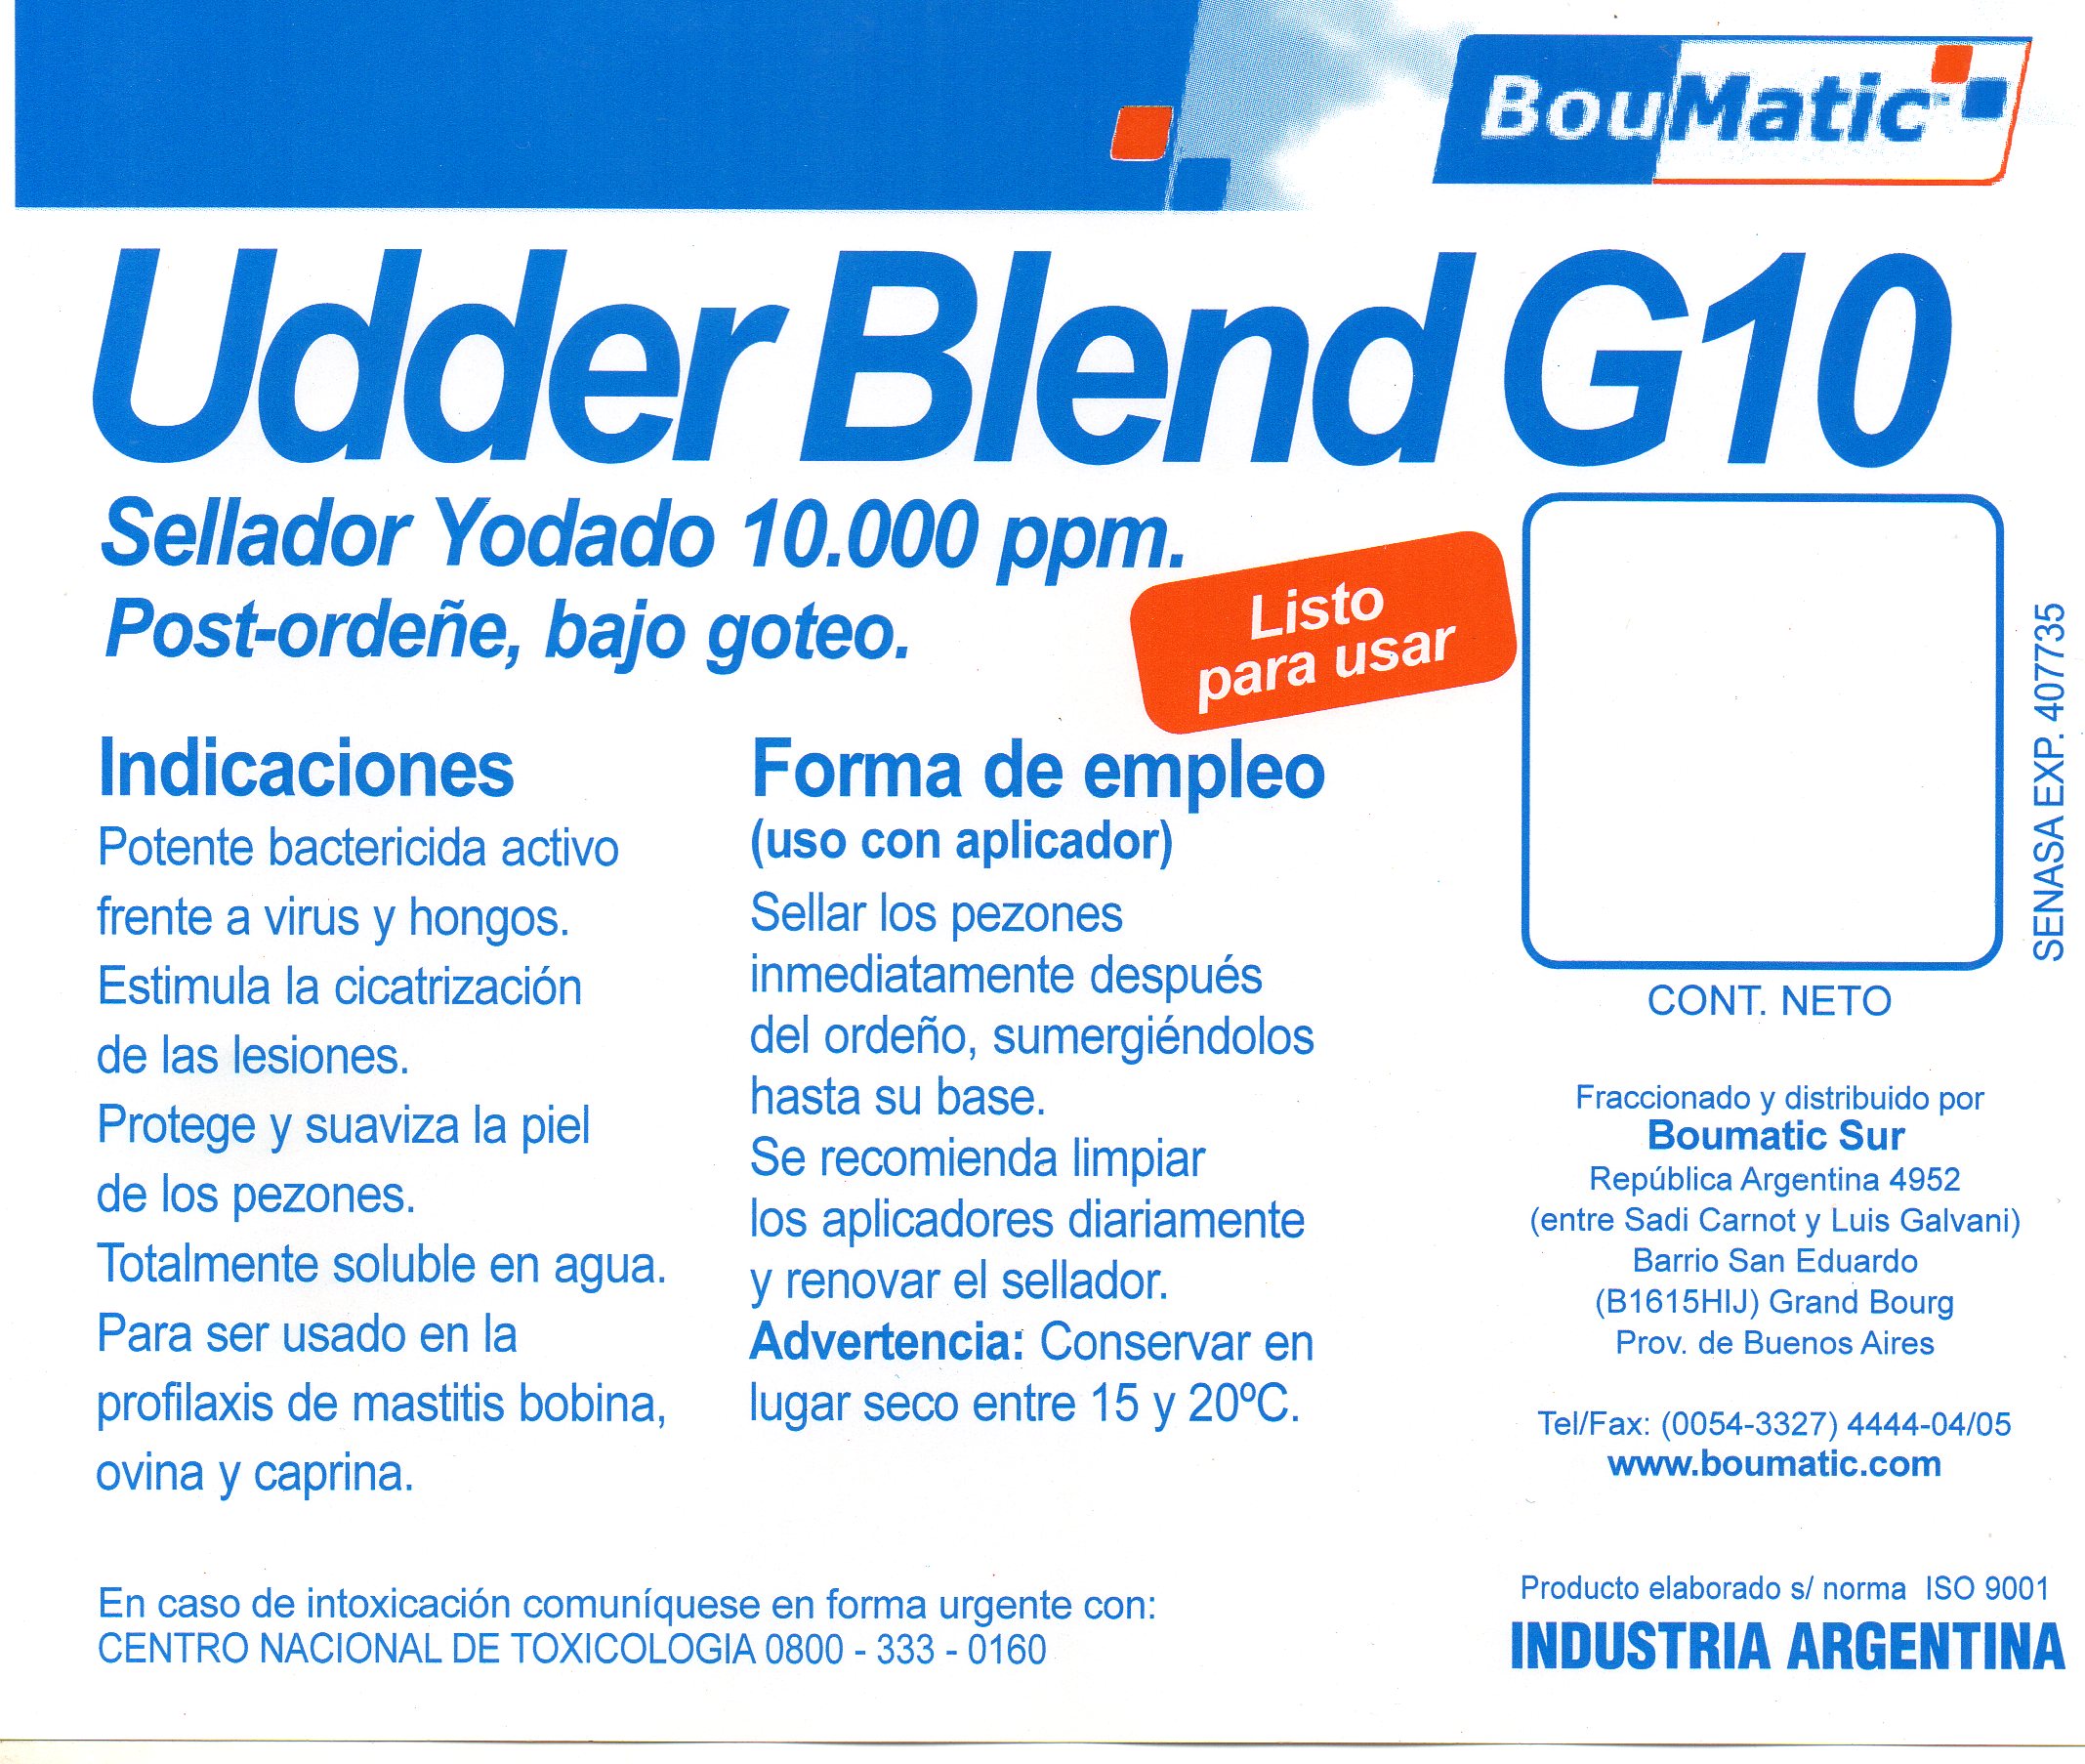 BouMatic
Udder Blend G10
Sellador Yodado 10.000 ppm.
Post-ordeñe, bajo goteo.
Listo
para usar
Indicaciones
Potente bactericida activo
frente a virus y hongos.
Estimula la cicatrización
de las lesiones.
Protege y suaviza la piel
de los pezones.
Totalmente soluble en agua.
Para ser usado en la
profilaxis de mastitis bobina,
ovina y caprina.
Forma de empleo
(uso con aplicador)
Sellar los pezones
inmediatamente después
del ordeño, sumergiéndolos
hasta su base.
Se recomienda limpiar
los aplicadores diariamente
y renovar el sellador.
Advertencia: Conservar en
lugar seco entre 15 y 20ºC.
SENASA EXP. 407735
CONT. NETO
Fraccionado y distribuido por
Boumatic Sur
República Argentina 4952
(entre Sadi Carnot y Luis Galvani)
Barrio San Eduardo
(B1615HIJ) Grand Bourg
Prov. de Buenos Aires
Tel/Fax: (0054-3327) 4444-04/05
www.boumatic.com
En caso de intoxicación comuníquese en forma urgente con:
CENTRO NACIONAL DE TOXICOLOGIA 0800 - 333 - 0160
Producto elaborado s/ norma ISO 9001
INDUSTRIA ARGENTINA